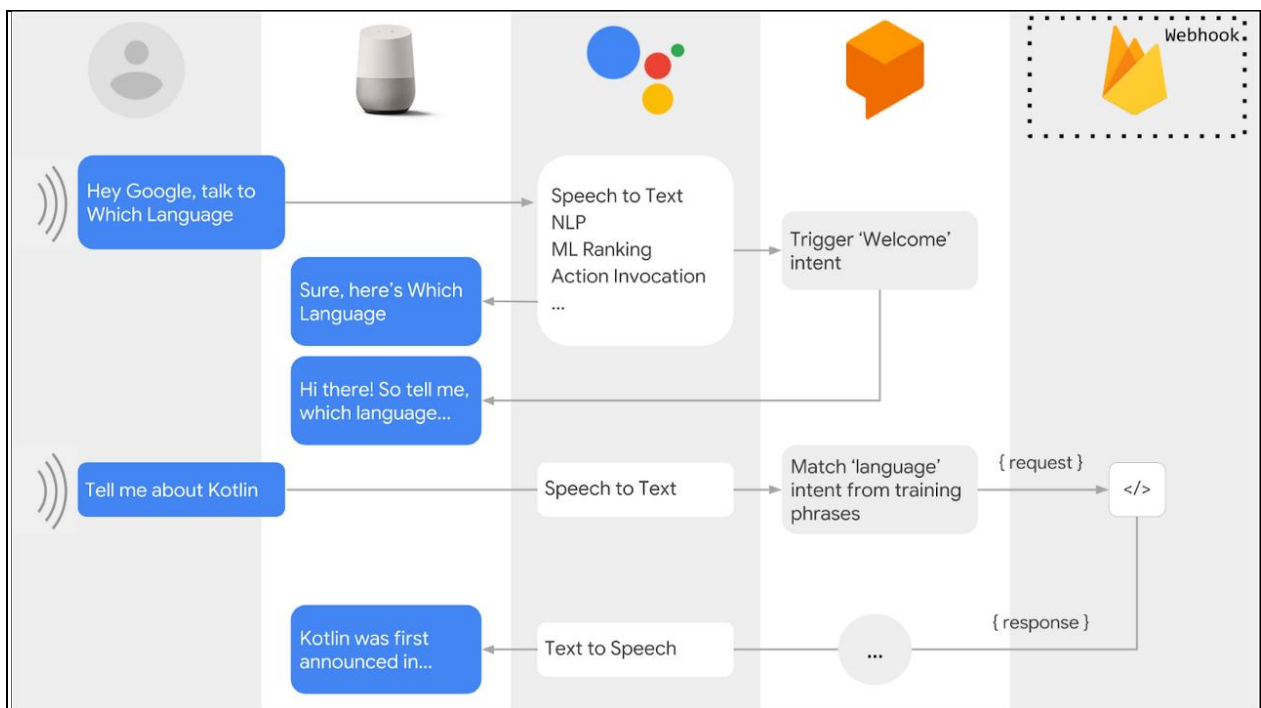 Webhook
Hey Google, talk to
Which Language
Speech to Text
NLP
ML Ranking
Action Invocation
...
Trigger ‘Welcome’
intent
Sure, here’s Which
Language
Hi there! So tell me,
which language...
Tell me about Kotlin
Speech to Text
Match ‘language’
intent from training
phrases
{ request }
</>
{ response }
...
Text to Speech
Kotlin was first
announced in...